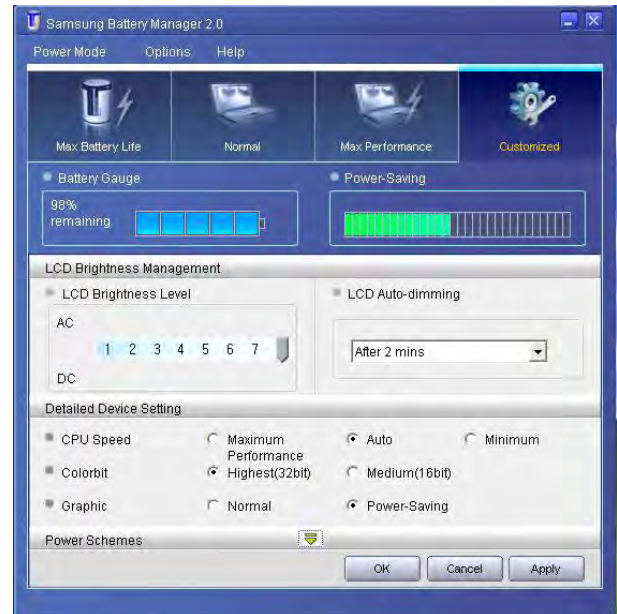 Samsung Battery Manager 2.0
Power Mode Options Help
Max Battery Life Normal Max Performance Customized
Battery Gauge Power-Saving
98%
remaining
LCD Brightness Management
LCD Brightness Level LCD Auto-dimming
AC
1 2 3 4 5 6 7
After 2 mins
DC
Detailed Device Setting
CPU Speed Maximum Performance Auto Minimum
Colorbit Highest(32bit) Medium(16bit)
Graphic Normal Power-Saving
Power Schemes
OK Cancel Apply